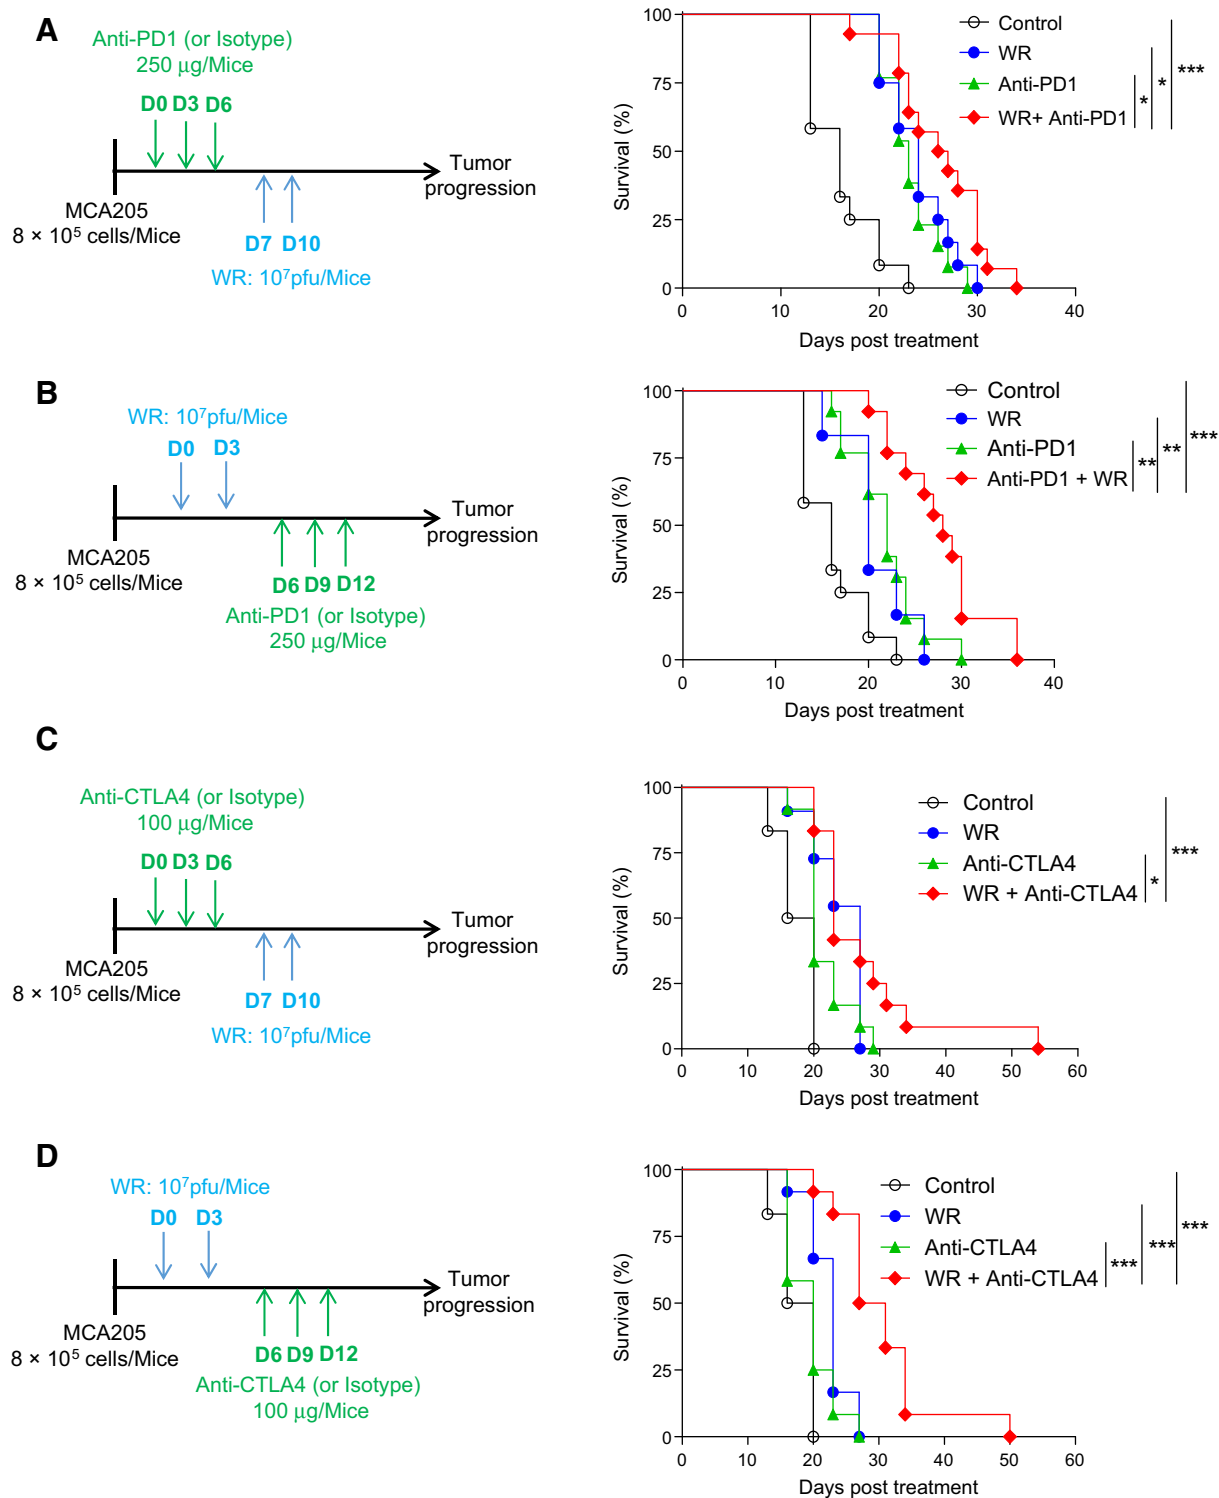 A
Anti-PD1 (or Isotype)
250 μg/Mice
D0 D3 D6
Tumor
progression
MCA205
8 × 10⁵ cells/Mice
D7 D10
WR: 10⁷pfu/Mice
100
75
50
25
0
Survival (%)
0 10 20 30 40
Days post treatment
Control
WR
Anti-PD1
WR+ Anti-PD1
* * ***
B
WR: 10⁷pfu/Mice
D0 D3
Tumor
progression
MCA205
8 × 10⁵ cells/Mice
D6 D9 D12
Anti-PD1 (or Isotype)
250 μg/Mice
100
75
50
25
0
Survival (%)
0 10 20 30 40
Days post treatment
Control
WR
Anti-PD1
Anti-PD1 + WR
** ** ***
C
Anti-CTLA4 (or Isotype)
100 μg/Mice
D0 D3 D6
Tumor
progression
MCA205
8 × 10⁵ cells/Mice
D7 D10
WR: 10⁷pfu/Mice
100
75
50
25
0
Survival (%)
0 10 20 30 40 50 60
Days post treatment
Control
WR
Anti-CTLA4
WR + Anti-CTLA4
* ***
D
WR: 10⁷pfu/Mice
D0 D3
Tumor
progression
MCA205
8 × 10⁵ cells/Mice
D6 D9 D12
Anti-CTLA4 (or Isotype)
100 μg/Mice
100
75
50
25
0
Survival (%)
0 10 20 30 40 50 60
Days post treatment
Control
WR
Anti-CTLA4
WR + Anti-CTLA4
*** *** ***